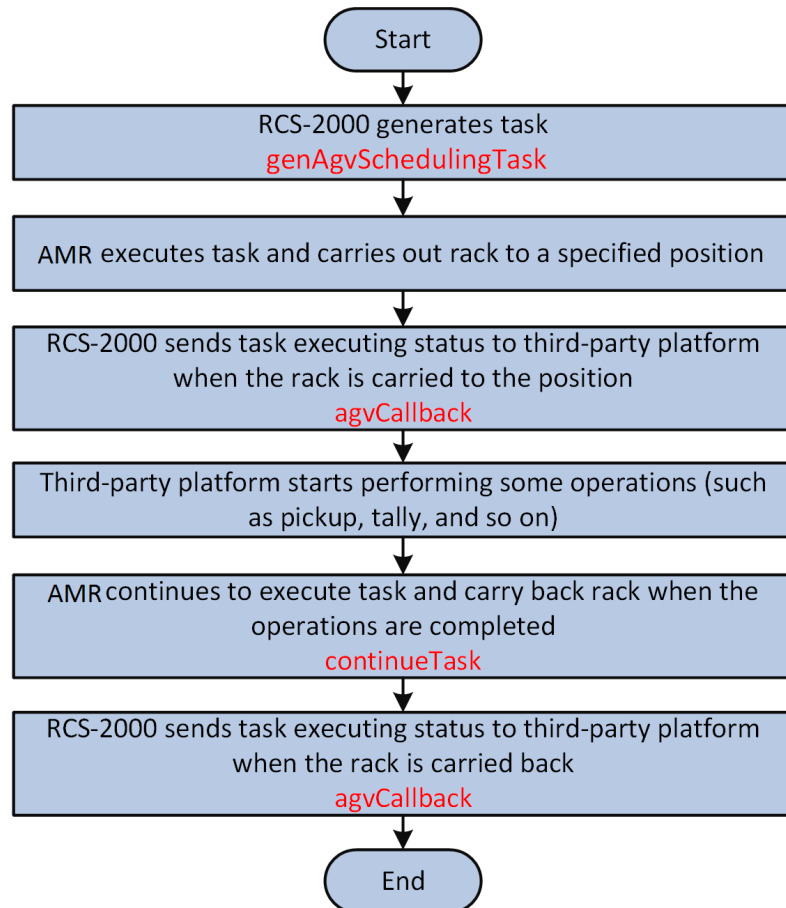 Start
RCS-2000 generates task
genAgvSchedulingTask
AMR executes task and carries out rack to a specified position
RCS-2000 sends task executing status to third-party platform
when the rack is carried to the position
agvCallback
Third-party platform starts performing some operations (such
as pickup, tally, and so on)
AMR continues to execute task and carry back rack when the
operations are completed
continueTask
RCS-2000 sends task executing status to third-party platform
when the rack is carried back
agvCallback
End